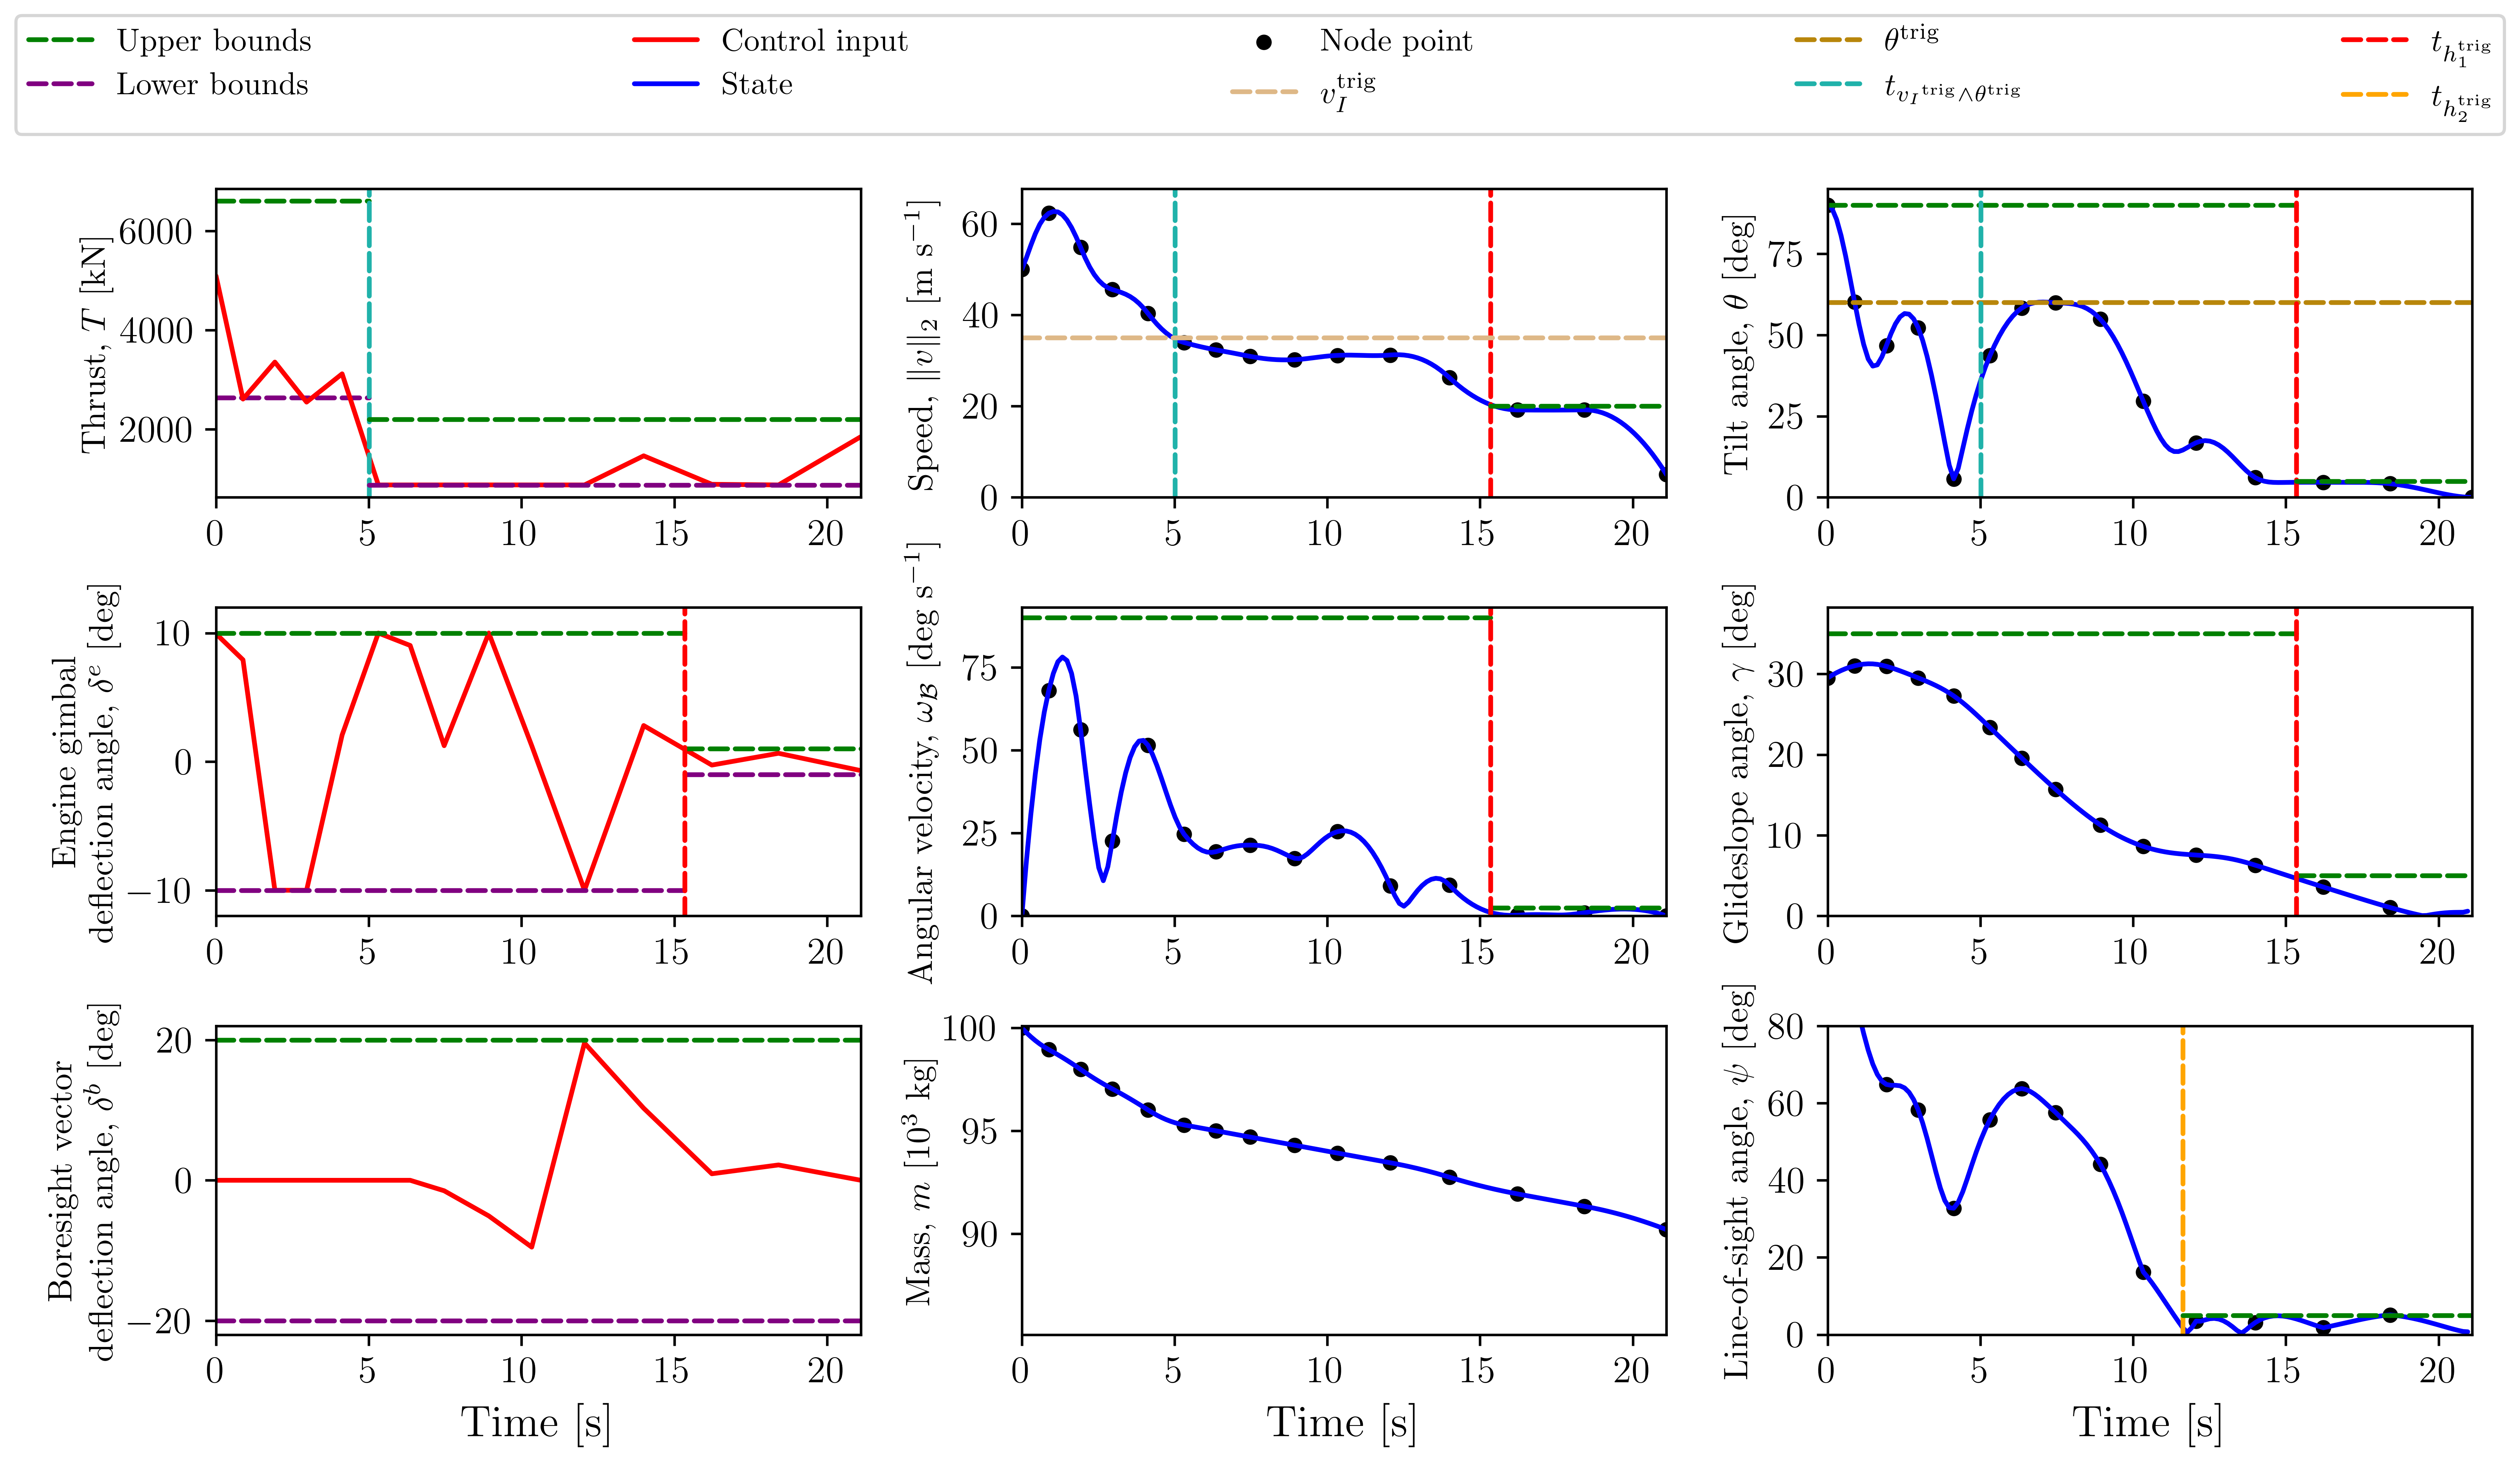 Upper bounds
Lower bounds
Control input
State
Node point
v_I^trig
θ^trig
t_{v_I^trig ∧ θ^trig}
t_{h_1^trig}
t_{h_2^trig}
Thrust, T [kN]
6000
4000
2000
0 5 10 15 20
Speed, ||v||_2 [m s^−1]
60
40
20
0
0 5 10 15 20
Tilt angle, θ [deg]
75
50
25
0
0 5 10 15 20
Engine gimbal
deflection angle, δ^e [deg]
10
0
−10
0 5 10 15 20
Angular velocity, ω_B [deg s^−1]
75
50
25
0
0 5 10 15 20
Glideslope angle, γ [deg]
30
20
10
0
0 5 10 15 20
Boresight vector
deflection angle, δ^b [deg]
20
0
−20
0 5 10 15 20
Time [s]
Mass, m [10^3 kg]
100
95
90
0 5 10 15 20
Time [s]
Line-of-sight angle, ψ [deg]
80
60
40
20
0
0 5 10 15 20
Time [s]